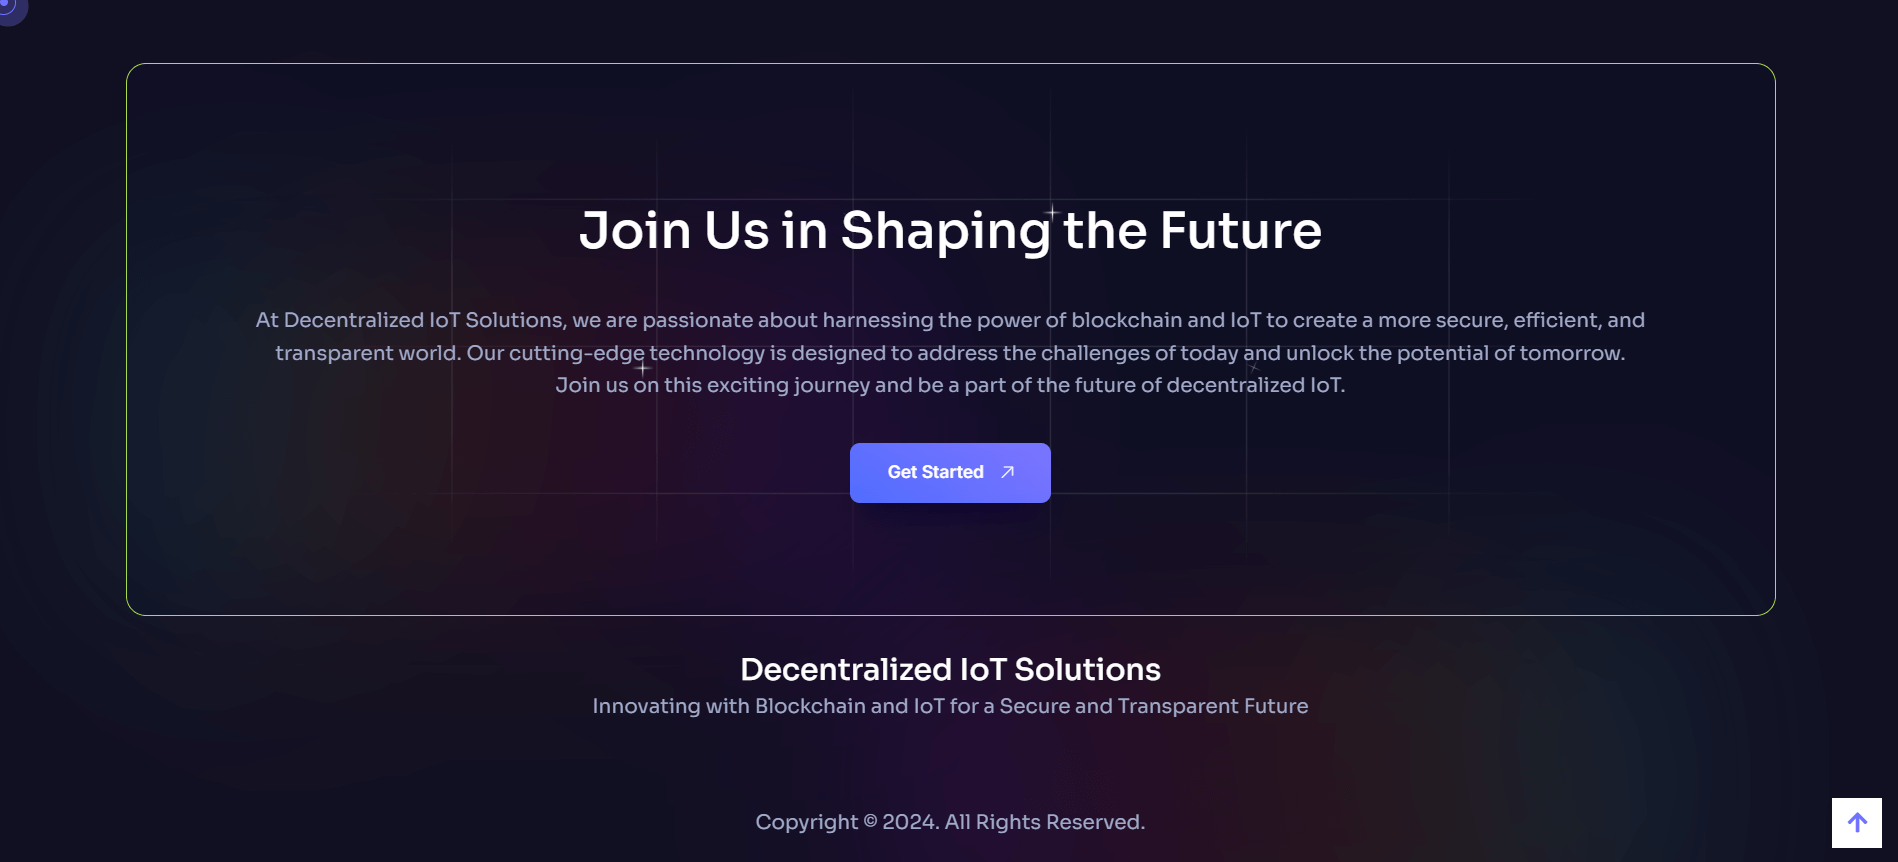 Join Us in Shaping the Future
At Decentralized IoT Solutions, we are passionate about harnessing the power of blockchain and IoT to create a more secure, efficient, and
transparent world. Our cutting-edge technology is designed to address the challenges of today and unlock the potential of tomorrow.
Join us on this exciting journey and be a part of the future of decentralized IoT.
Get Started
Decentralized IoT Solutions
Innovating with Blockchain and IoT for a Secure and Transparent Future
Copyright © 2024. All Rights Reserved.